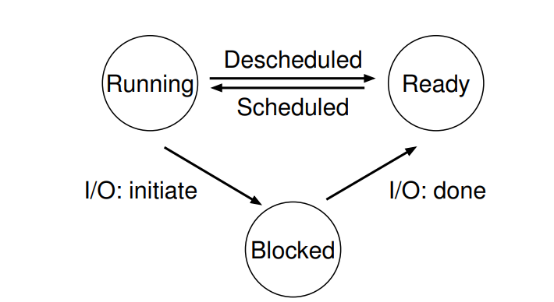 Descheduled
Running
Ready
Scheduled
I/O: initiate
I/O: done
Blocked